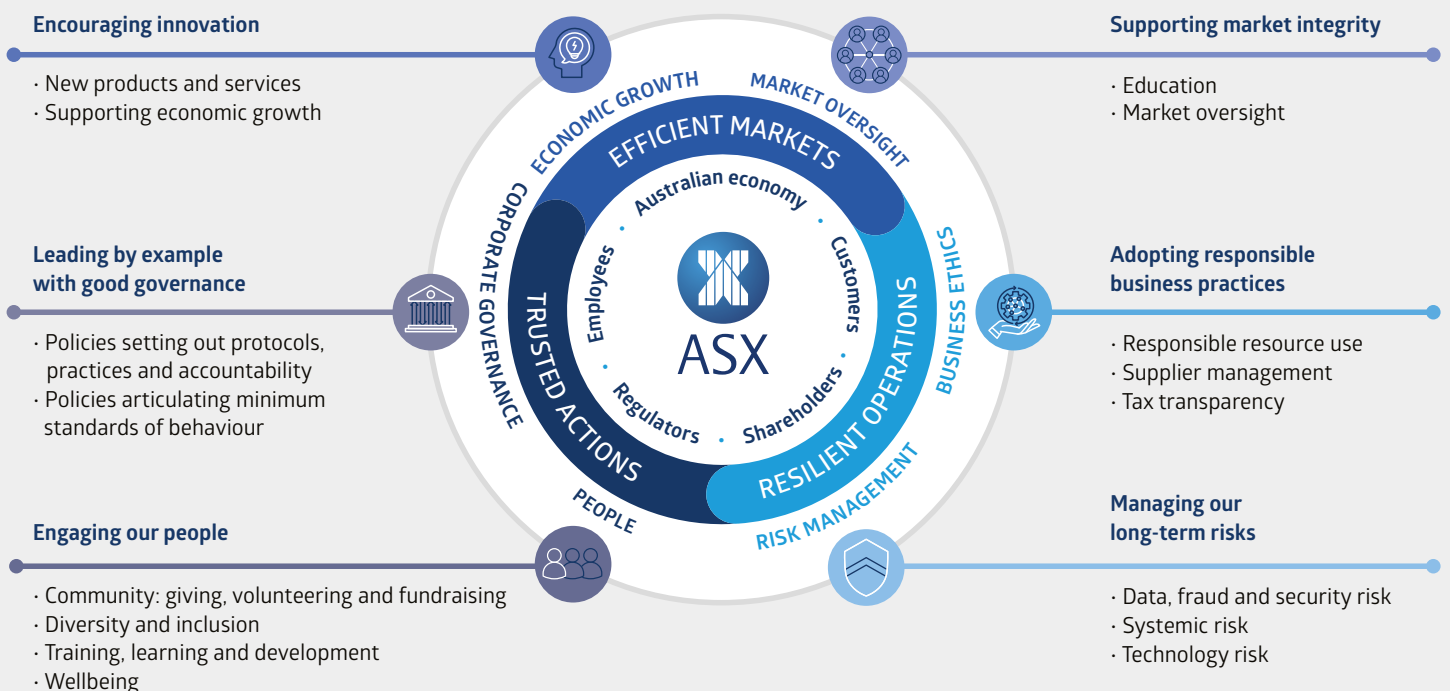 Encouraging innovation
· New products and services
· Supporting economic growth
Supporting market integrity
· Education
· Market oversight
Leading by example
with good governance
· Policies setting out protocols,
practices and accountability
· Policies articulating minimum
standards of behaviour
Adopting responsible
business practices
· Responsible resource use
· Supplier management
· Tax transparency
Engaging our people
· Community: giving, volunteering and fundraising
· Diversity and inclusion
· Training, learning and development
· Wellbeing
Managing our
long-term risks
· Data, fraud and security risk
· Systemic risk
· Technology risk
ECONOMIC GROWTH
MARKET OVERSIGHT
BUSINESS ETHICS
RISK MANAGEMENT
PEOPLE
CORPORATE GOVERNANCE
EFFICIENT MARKETS
RESILIENT OPERATIONS
TRUSTED ACTIONS
Australian economy
Customers
Shareholders
Regulators
Employees
ASX